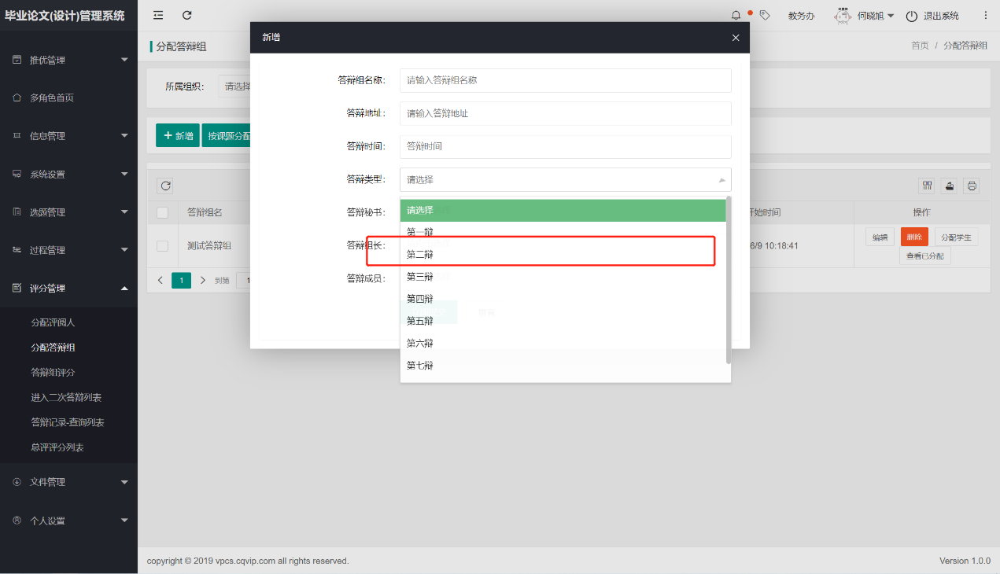 毕业论文(设计)管理系统
教务办
何晓旭
退出系统
推优管理
多角色首页
信息管理
系统设置
选题管理
过程管理
评分管理
分配评阅人
分配答辩组
答辩组评分
进入二次答辩列表
答辩记录-查询列表
总评评分列表
文件管理
个人设置
分配答辩组
首页 / 分配答辩组
所属组织：
请选择
新增
按课题分配
答辩组名
开始时间
操作
测试答辩组
6/9 10:18:41
编辑
删除
分配学生
查看已分配
1
到第
1
新增
答辩组名称：
请输入答辩组名称
答辩地址：
请输入答辩地址
答辩时间：
答辩时间
答辩类型：
请选择
答辩秘书：
答辩组长：
答辩成员：
请选择
第一辩
第二辩
第三辩
第四辩
第五辩
第六辩
第七辩
copyright © 2019 vpcs.cqvip.com all rights reserved.
Version 1.0.0